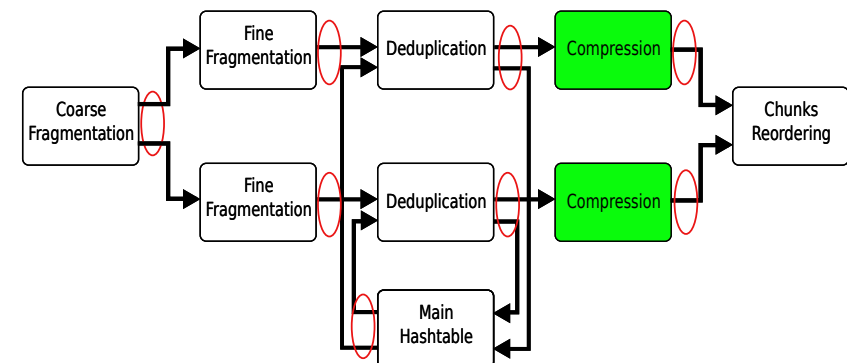 Fine
Fragmentation
Deduplication
Compression
Coarse
Fragmentation
Chunks
Reordering
Fine
Fragmentation
Deduplication
Compression
Main
Hashtable